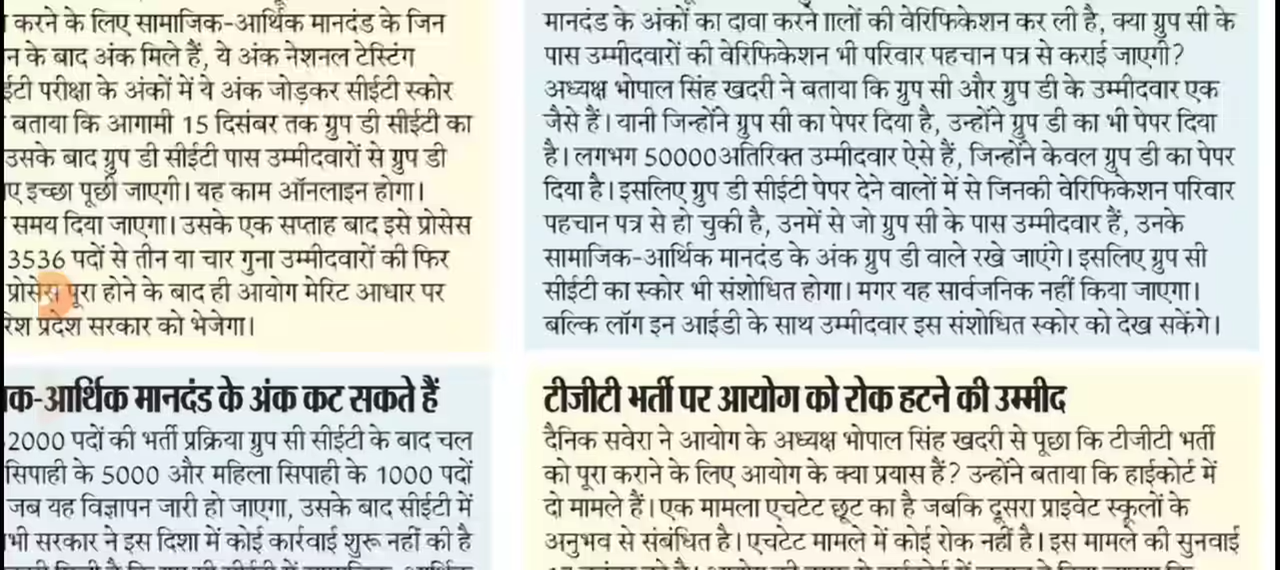 करने के लिए सामाजिक-आर्थिक मानदंड के जिन
न के बाद अंक मिले हैं, ये अंक नेशनल टेस्टिंग
ईटी परीक्षा के अंकों में ये अंक जोड़कर सीईटी स्कोर
बताया कि आगामी 15 दिसंबर तक ग्रुप डी सीईटी का
उसके बाद ग्रुप डी सीईटी पास उम्मीदवारों से ग्रुप डी
ए इच्छा पूछी जाएगी। यह काम ऑनलाइन होगा।
समय दिया जाएगा। उसके एक सप्ताह बाद इसे प्रोसेस
3536 पदों से तीन या चार गुना उम्मीदवारों की फिर
प्रोसेस पूरा होने के बाद ही आयोग मेरिट आधार पर
प्रदेश सरकार को भेजेगा।
क-आर्थिक मानदंड के अंक कट सकते हैं
2000 पदों की भर्ती प्रक्रिया ग्रुप सी सीईटी के बाद चल
सिपाही के 5000 और महिला सिपाही के 1000 पदों
जब यह विज्ञापन जारी हो जाएगा, उसके बाद सीईटी में
भी सरकार ने इस दिशा में कोई कार्रवाई शुरू नहीं की है
मानदंड के अंकों का दावा करने ालों की वेरिफिकेशन कर ली है, क्या ग्रुप सी के
पास उम्मीदवारों की वेरिफिकेशन भी परिवार पहचान पत्र से कराई जाएगी?
अध्यक्ष भोपाल सिंह खदरी ने बताया कि ग्रुप सी और ग्रुप डी के उम्मीदवार एक
जैसे हैं। यानी जिन्होंने ग्रुप सी का पेपर दिया है, उन्होंने ग्रुप डी का भी पेपर दिया
है। लगभग 50000अतिरिक्त उम्मीदवार ऐसे हैं, जिन्होंने केवल ग्रुप डी का पेपर
दिया है। इसलिए ग्रुप डी सीईटी पेपर देने वालों में से जिनकी वेरिफिकेशन परिवार
पहचान पत्र से हो चुकी है, उनमें से जो ग्रुप सी के पास उम्मीदवार हैं, उनके
सामाजिक-आर्थिक मानदंड के अंक ग्रुप डी वाले रखे जाएंगे। इसलिए ग्रुप सी
सीईटी का स्कोर भी संशोधित होगा। मगर यह सार्वजनिक नहीं किया जाएगा।
बल्कि लॉग इन आईडी के साथ उम्मीदवार इस संशोधित स्कोर को देख सकेंगे।
टीजीटी भर्ती पर आयोग को रोक हटने की उम्मीद
दैनिक सवेरा ने आयोग के अध्यक्ष भोपाल सिंह खदरी से पूछा कि टीजीटी भर्ती
को पूरा कराने के लिए आयोग के क्या प्रयास हैं? उन्होंने बताया कि हाईकोर्ट में
दो मामले हैं। एक मामला एचटेट छूट का है जबकि दूसरा प्राइवेट स्कूलों के
अनुभव से संबंधित है। एचटेट मामले में कोई रोक नहीं है। इस मामले की सुनवाई